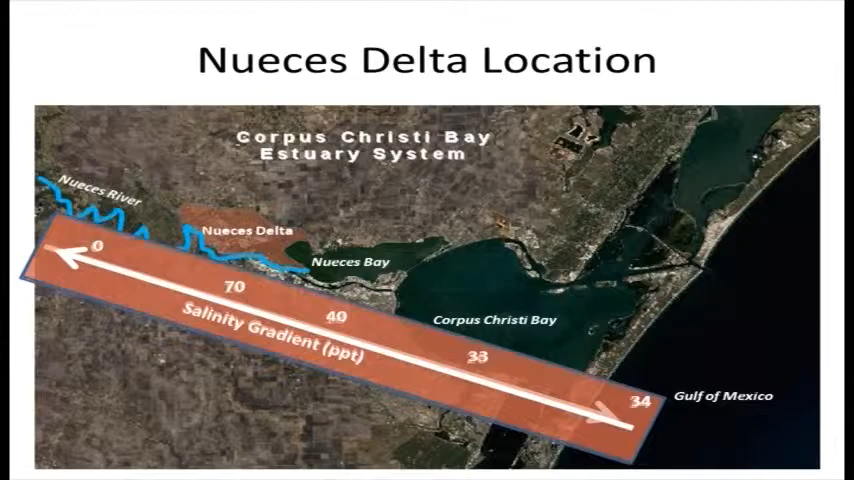 Nueces Delta Location
Corpus Christi Bay
Estuary System
Nueces River
Nueces Delta
0
Nueces Bay
70
Salinity Gradient (ppt)
40
Corpus Christi Bay
33
34
Gulf of Mexico